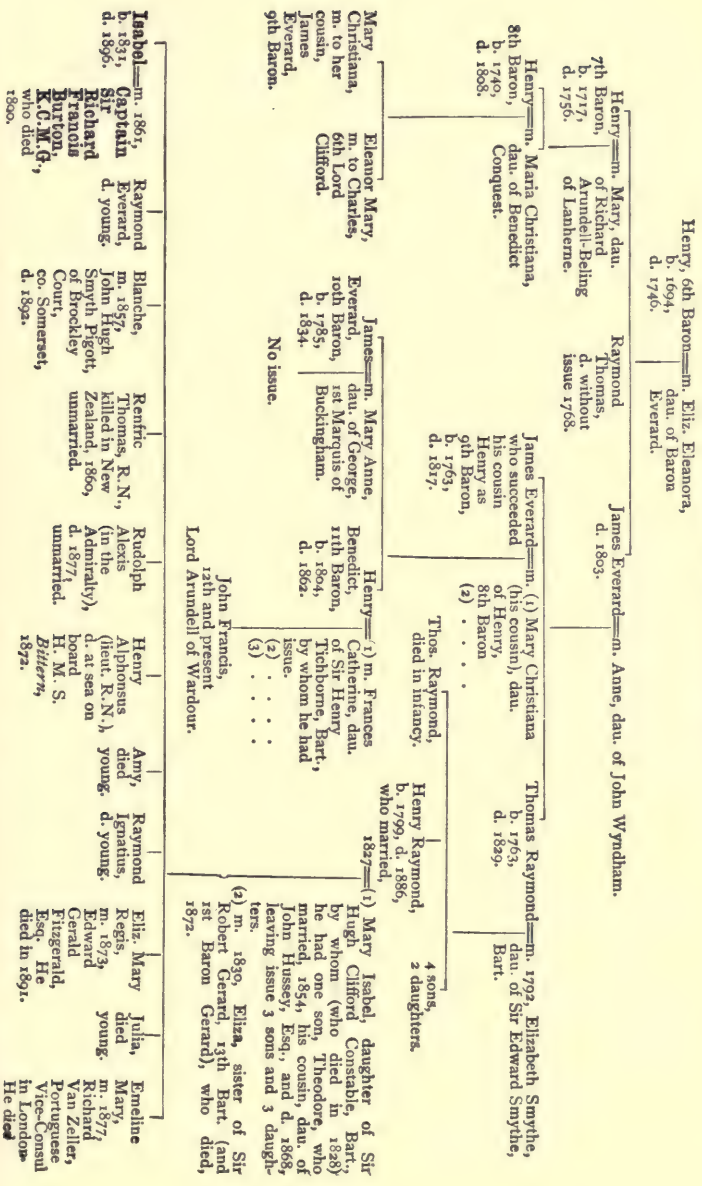 Henry, 6th Baron=m. Eliz. Eleanora,
b. 1694,
d. 1746.
dau. of Baron
Everard.
Henry=m. Mary, dau.
7th Baron,
b. 1717,
d. 1756.
of Richard
Arundell-Beling
of Lanherne.
Raymond
Thomas,
d. without
issue 1768.
James Everard=m. Anne, dau. of John Wyndham.
d. 1803.
Henry=m. Maria Christiana,
8th Baron,
b. 1740,
d. 1808.
dau. of Benedict
Conquest.
James Everard=m. (1) Mary Christiana
who succeeded
his cousin
Henry as
9th Baron,
b. 1763,
d. 1817.
(his cousin), dau.
of Henry,
8th Baron
(2) . . . .
Thomas Raymond=m. 1792, Elizabeth Smythe,
b. 1763,
d. 1829.
dau. of Sir Edward Smythe,
Bart.
Mary
Christiana,
m. to her
cousin,
James
Everard,
9th Baron.
Eleanor Mary,
m. to Charles,
6th Lord
Clifford.
James=m. Mary Anne,
Everard,
10th Baron,
b. 1785,
d. 1834.
dau. of George,
1st Marquis of
Buckingham.
No issue.
Henry=(1) m. Frances
Benedict,
11th Baron,
b. 1804,
d. 1862.
Catherine, dau.
of Sir Henry
Tichborne, Bart.,
by whom he had
issue.
(2) . . . .
(3) . . . .
Thos. Raymond,
died in infancy.
Henry Raymond,
b. 1799, d. 1886,
who married,
4 sons,
2 daughters.
John Francis,
12th and present
Lord Arundell of Wardour.
1827=(1) Mary Isabel, daughter of Sir
Hugh Clifford Constable, Bart.,
by whom (who died in 1828)
he had one son, Theodore, who
married, 1854, his cousin, dau. of
John Hussey, Esq., and d. 1868,
leaving issue 3 sons and 3 daugh-
ters.
(2) m. 1830, Eliza, sister of Sir
Robert Gerard, 13th Bart. (and
1st Baron Gerard), who died,
1872.
Isabel=m. 1861,
b. 1831,
d. 1896.
Captain
Sir
Richard
Francis
Burton,
K.C.M.G.,
who died
1890.
Raymond
Everard,
d. young.
Blanche,
m. 1857,
John Hugh
Smyth Pigott,
of Brockley
Court,
co. Somerset,
d. 1892.
Renfric
Thomas, R.N.,
killed in New
Zealand, 1860,
unmarried.
Rudolph
Alexis
(in the
Admiralty),
d. 1877,
unmarried.
Henry
Alphonsus
(lieut. R.N.),
d. at sea on
board
H. M. S.
Bittern,
1872.
Amy,
died
young.
Raymond
Ignatius,
d. young.
Eliz. Mary
Regis,
m. 1873,
Edward
Gerald
Fitzgerald,
Esq. He
died in 1891.
Julia,
died
young.
Emeline
Mary,
m. 1877,
Richard
Van Zeller,
Portuguese
Vice-Consul
in London
He died